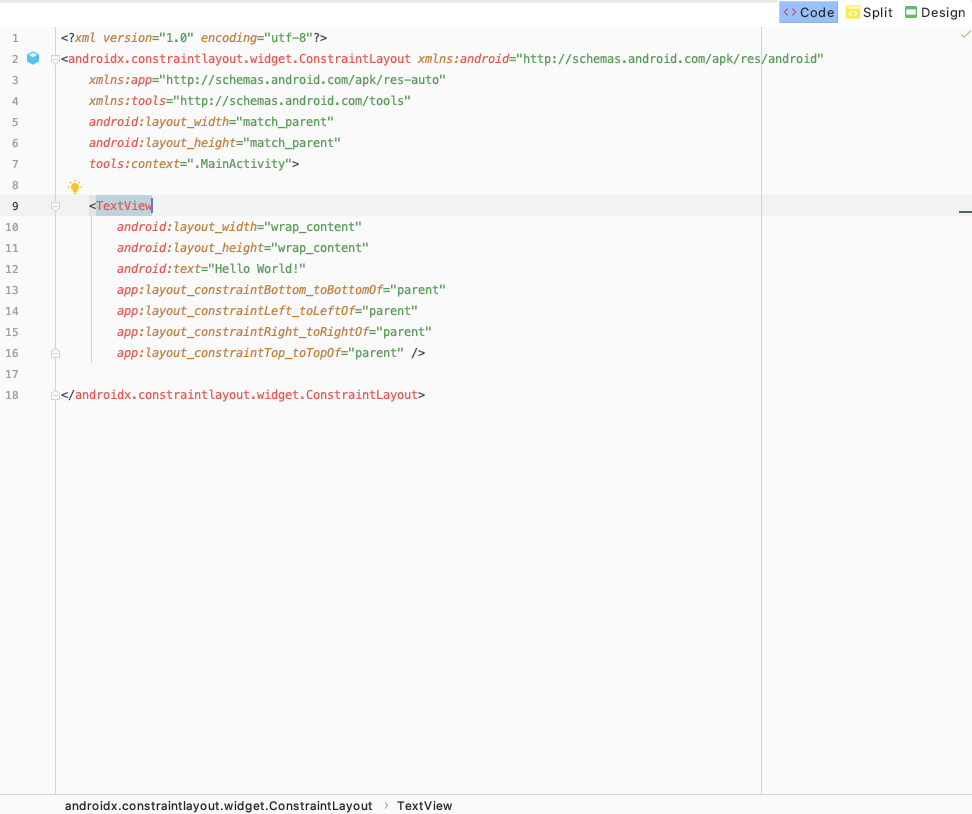 Code Split Design
1 <?xml version="1.0" encoding="utf-8"?>
2 <androidx.constraintlayout.widget.ConstraintLayout xmlns:android="http://schemas.android.com/apk/res/android"
3 xmlns:app="http://schemas.android.com/apk/res-auto"
4 xmlns:tools="http://schemas.android.com/tools"
5 android:layout_width="match_parent"
6 android:layout_height="match_parent"
7 tools:context=".MainActivity">
8
9 <TextView
10 android:layout_width="wrap_content"
11 android:layout_height="wrap_content"
12 android:text="Hello World!"
13 app:layout_constraintBottom_toBottomOf="parent"
14 app:layout_constraintLeft_toLeftOf="parent"
15 app:layout_constraintRight_toRightOf="parent"
16 app:layout_constraintTop_toTopOf="parent" />
17
18 </androidx.constraintlayout.widget.ConstraintLayout>
androidx.constraintlayout.widget.ConstraintLayout › TextView